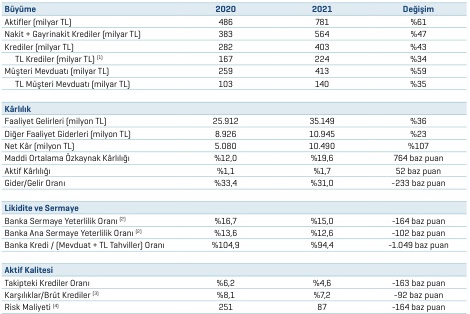 Büyüme 2020 2021 Değişim
Aktifler (milyar TL) 486 781 %61
Nakit + Gayrinakit Krediler (milyar TL) 383 564 %47
Krediler (milyar TL) 282 403 %43
TL Krediler (milyar TL) (1) 167 224 %34
Müşteri Mevduatı (milyar TL) 259 413 %59
TL Müşteri Mevduatı (milyar TL) 103 140 %35
Kârlılık
Faaliyet Gelirleri (milyon TL) 25.912 35.149 %36
Diğer Faaliyet Giderleri (milyon TL) 8.926 10.945 %23
Net Kâr (milyon TL) 5.080 10.490 %107
Maddi Ortalama Özkaynak Kârlılığı %12,0 %19,6 764 baz puan
Aktif Kârlılığı %1,1 %1,7 52 baz puan
Gider/Gelir Oranı %33,4 %31,0 -233 baz puan
Likidite ve Sermaye
Banka Sermaye Yeterlilik Oranı (2) %16,7 %15,0 -164 baz puan
Banka Ana Sermaye Yeterlilik Oranı (2) %13,6 %12,6 -102 baz puan
Banka Kredi / (Mevduat + TL Tahviller) Oranı %104,9 %94,4 -1.049 baz puan
Aktif Kalitesi
Takipteki Krediler Oranı %6,2 %4,6 -163 baz puan
Karşılıklar/Brüt Krediler (3) %8,1 %7,2 -92 baz puan
Risk Maliyeti (4) 251 87 -164 baz puan